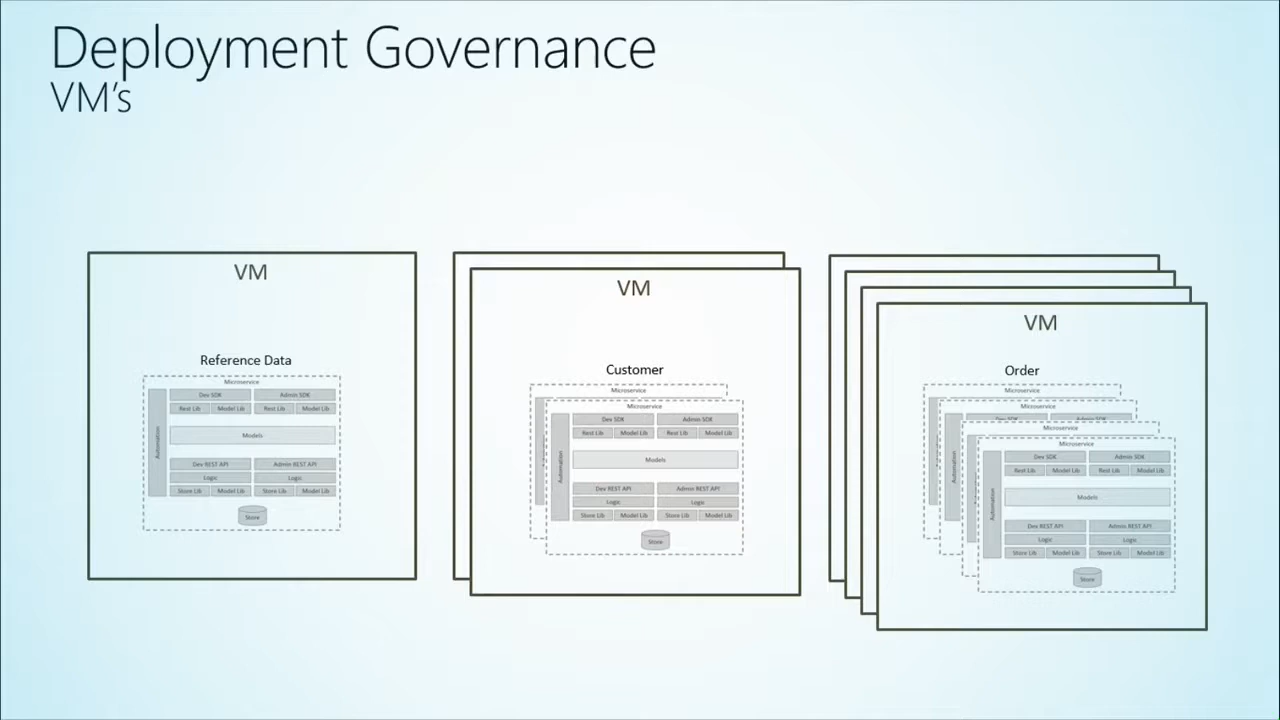 Deployment Governance
VM's
VM
Reference Data
Microservice
Dev SDK Admin SDK
Rest Lib Model Lib Rest Lib Model Lib
Automation
Models
Dev REST API Admin REST API
Logic Logic
Store Lib Model Lib Store Lib Model Lib
Store
VM
Customer
Microservice
Microservice
Dev SDK Admin SDK
Rest Lib Model Lib Rest Lib Model Lib
Automation
Models
Dev REST API Admin REST API
Logic Logic
Store Lib Model Lib Store Lib Model Lib
Store
VM
Order
Microservice
Microservice
Dev SDK Admin SDK
Automation
Microservice
Microservice
Dev SDK Admin SDK
Rest Lib Model Lib Rest Lib Model Lib
Automation
Models
Dev REST API Admin REST API
Logic Logic
Store Lib Model Lib Store Lib Model Lib
Store